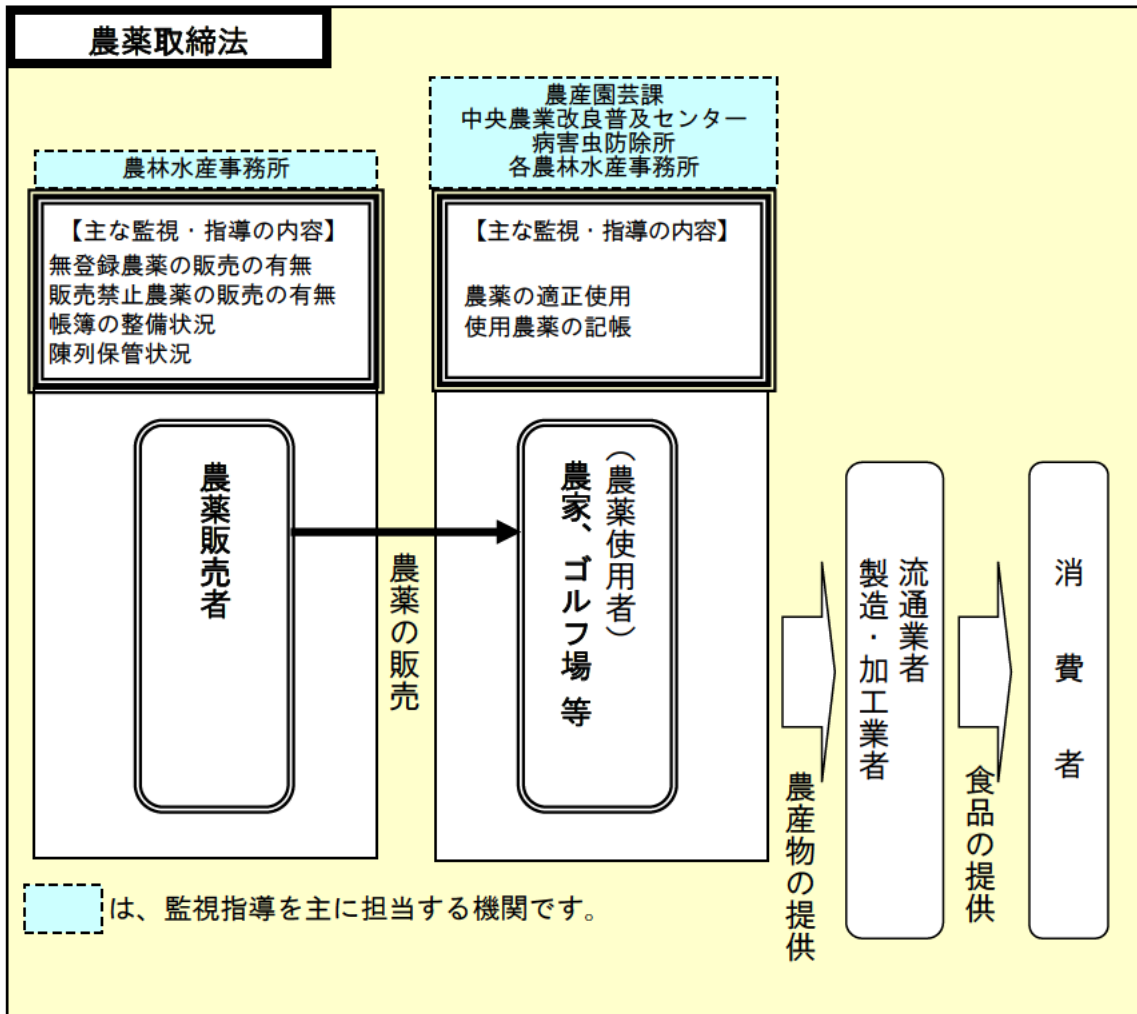 農薬取締法
農林水産事務所
【主な監視・指導の内容】
無登録農薬の販売の有無
販売禁止農薬の販売の有無
帳簿の整備状況
陳列保管状況
農薬販売者
農薬の販売
農産園芸課
中央農業改良普及センター
病害虫防除所
各農林水産事務所
【主な監視・指導の内容】
農薬の適正使用
使用農薬の記帳
（農薬使用者）
農家、ゴルフ場 等
農産物の提供
流通業者
製造・加工業者
食品の提供
消費者
は、監視指導を主に担当する機関です。